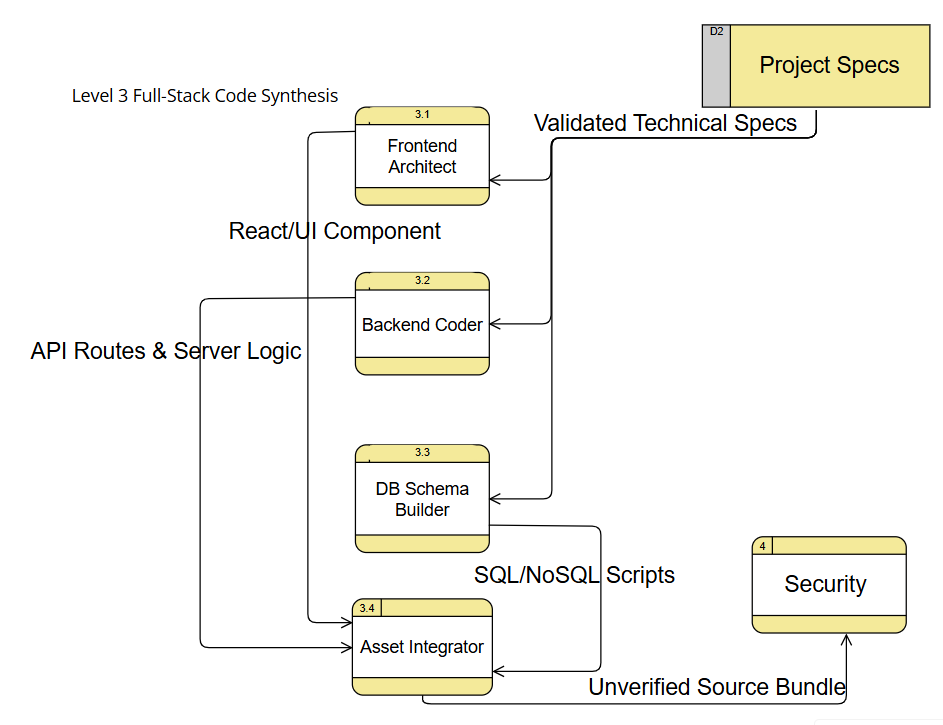 D2
Project Specs
Level 3 Full-Stack Code Synthesis
3.1
Validated Technical Specs
Frontend
Architect
React/UI Component
3.2
Backend Coder
API Routes & Server Logic
3.3
DB Schema
Builder
4
SQL/NoSQL Scripts
Security
3.4
Asset Integrator
Unverified Source Bundle